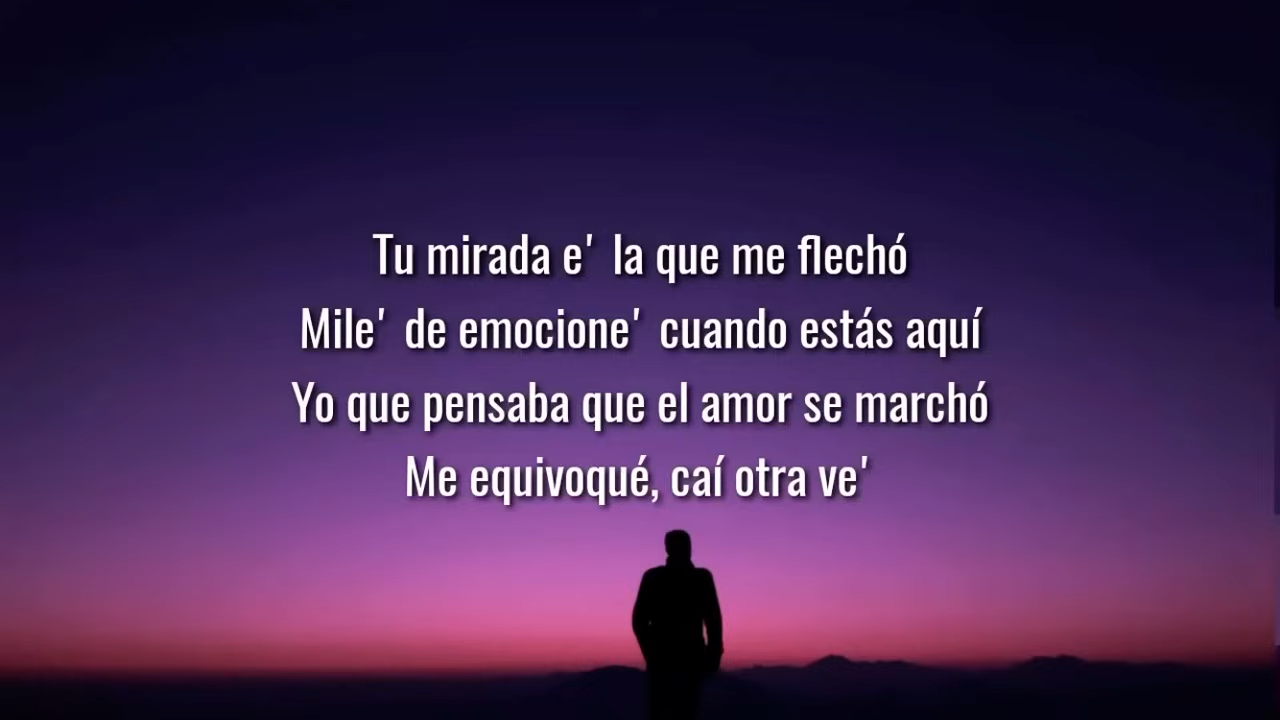 Tu mirada e' la que me flechó
Mile' de emocione' cuando estás aquí
Yo que pensaba que el amor se marchó
Me equivoqué, caí otra ve'